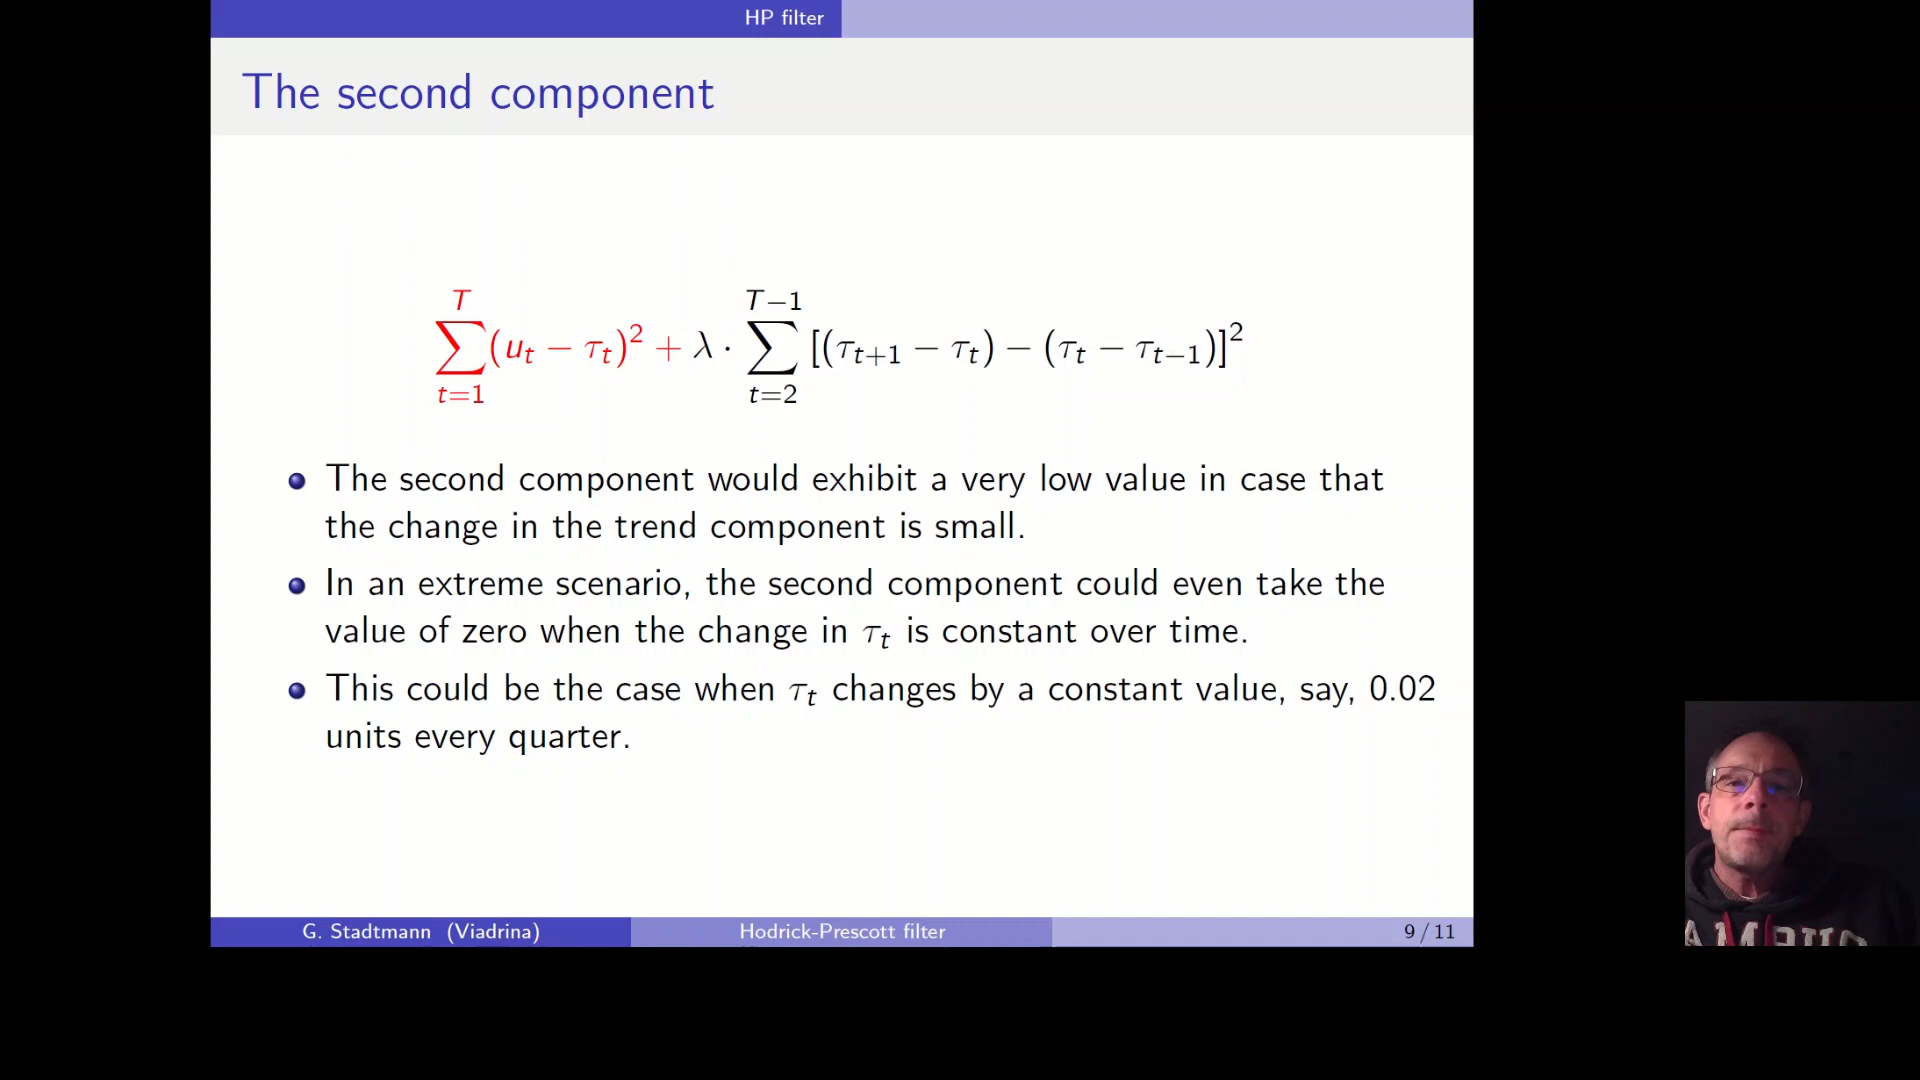 HP filter
The second component
\sum_{t=1}^{T} (u_t − τ_t)^2 + λ · \sum_{t=2}^{T−1} [(τ_{t+1} − τ_t) − (τ_t − τ_{t−1})]^2
The second component would exhibit a very low value in case that
the change in the trend component is small.
In an extreme scenario, the second component could even take the
value of zero when the change in τ_t is constant over time.
This could be the case when τ_t changes by a constant value, say, 0.02
units every quarter.
G. Stadtmann (Viadrina)
Hodrick-Prescott filter
9 / 11